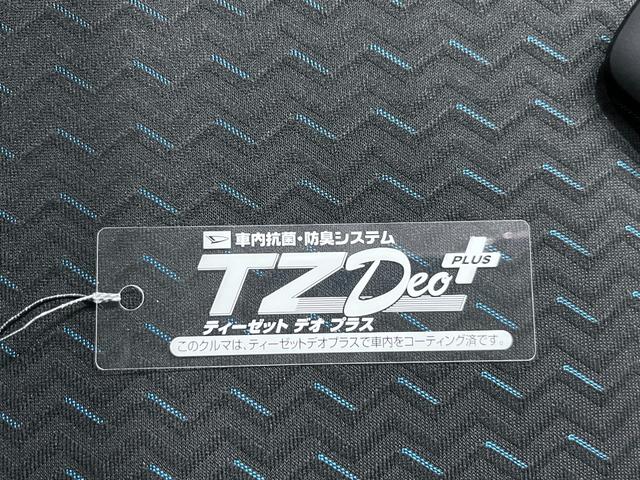 車内抗菌・防臭システム
TZ Deo PLUS
ティーゼット デオ プラス
このクルマは、ティーゼットデオプラスで車内をコーティング済です。